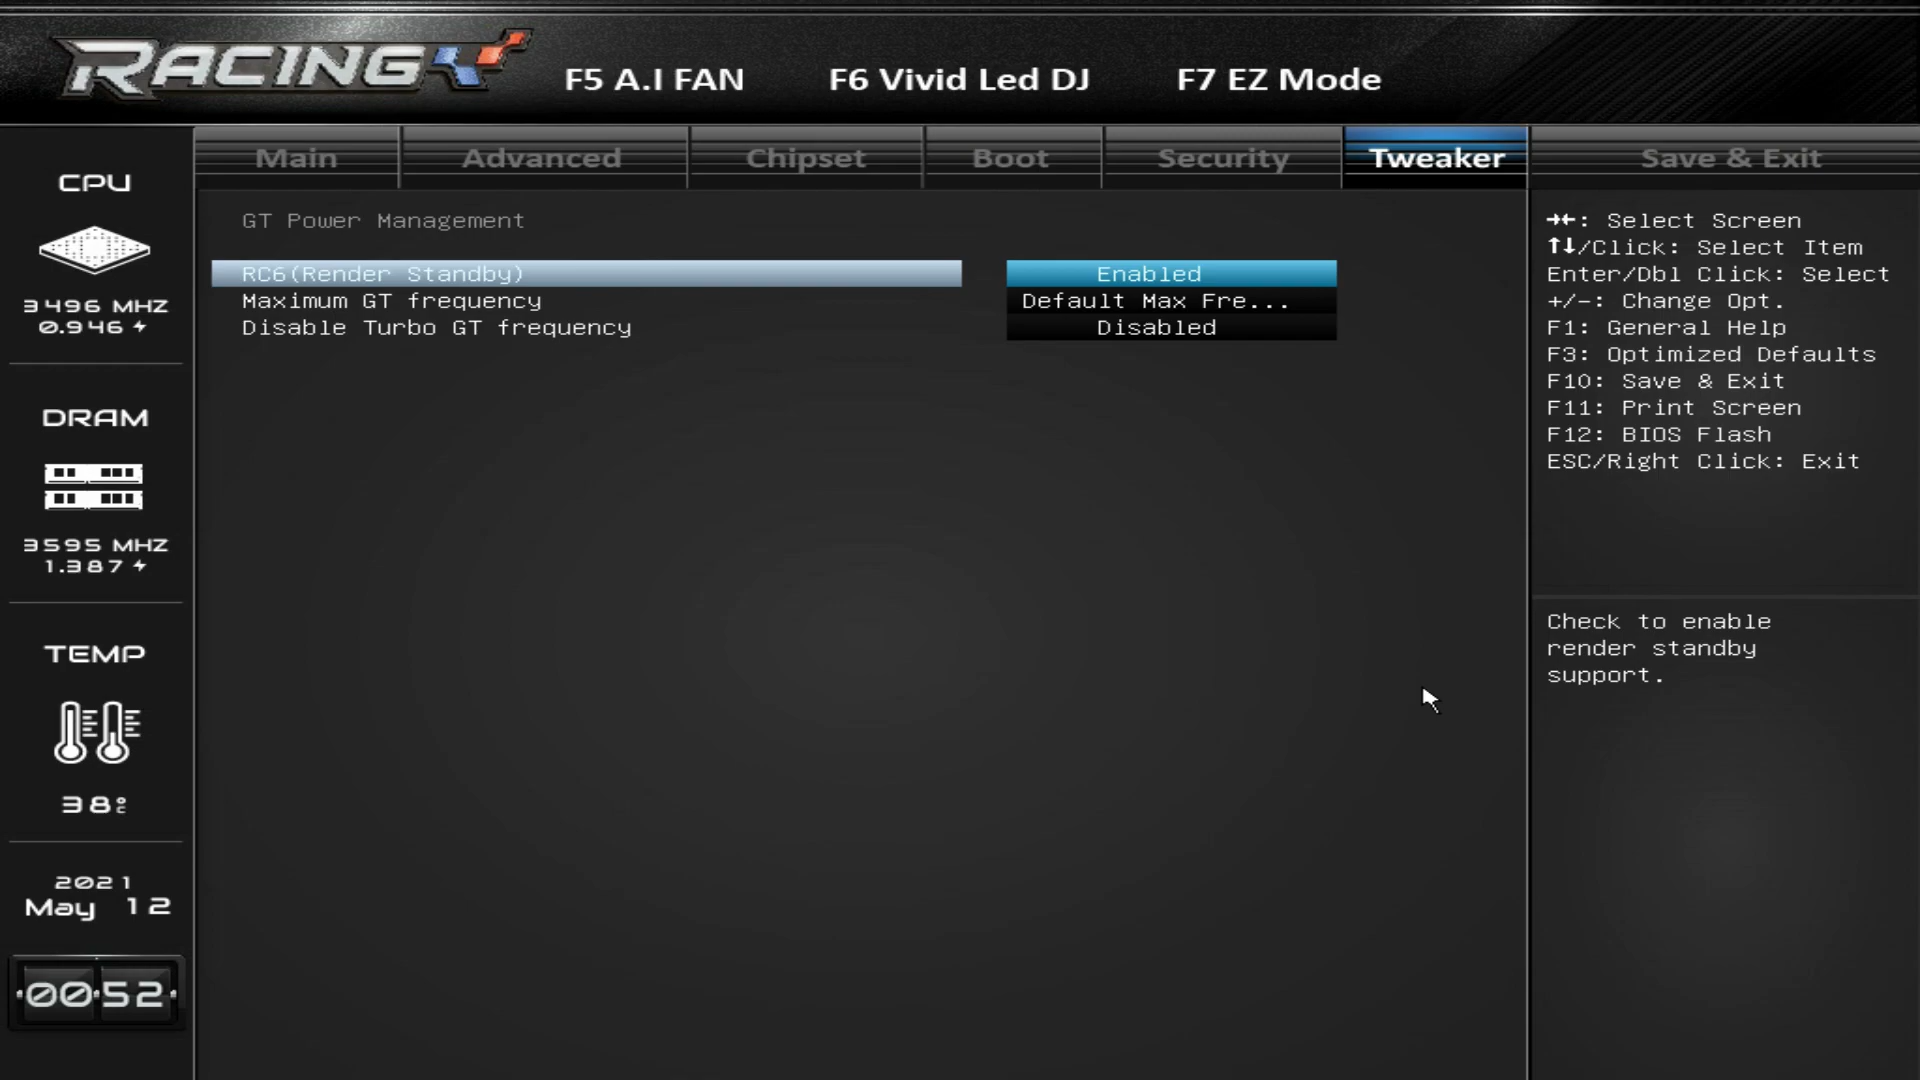 RACING
F5 A.I FAN F6 Vivid Led DJ F7 EZ Mode
Main Advanced Chipset Boot Security Tweaker Save & Exit
CPU
3496 MHZ
0.946
DRAM
3595 MHZ
1.387
TEMP
38°C
2021
May 12
00:52
GT Power Management
RC6(Render Standby) Enabled
Maximum GT frequency Default Max Fre...
Disable Turbo GT frequency Disabled
→←: Select Screen
↑↓/Click: Select Item
Enter/Dbl Click: Select
+/-: Change Opt.
F1: General Help
F3: Optimized Defaults
F10: Save & Exit
F11: Print Screen
F12: BIOS Flash
ESC/Right Click: Exit
Check to enable
render standby
support.